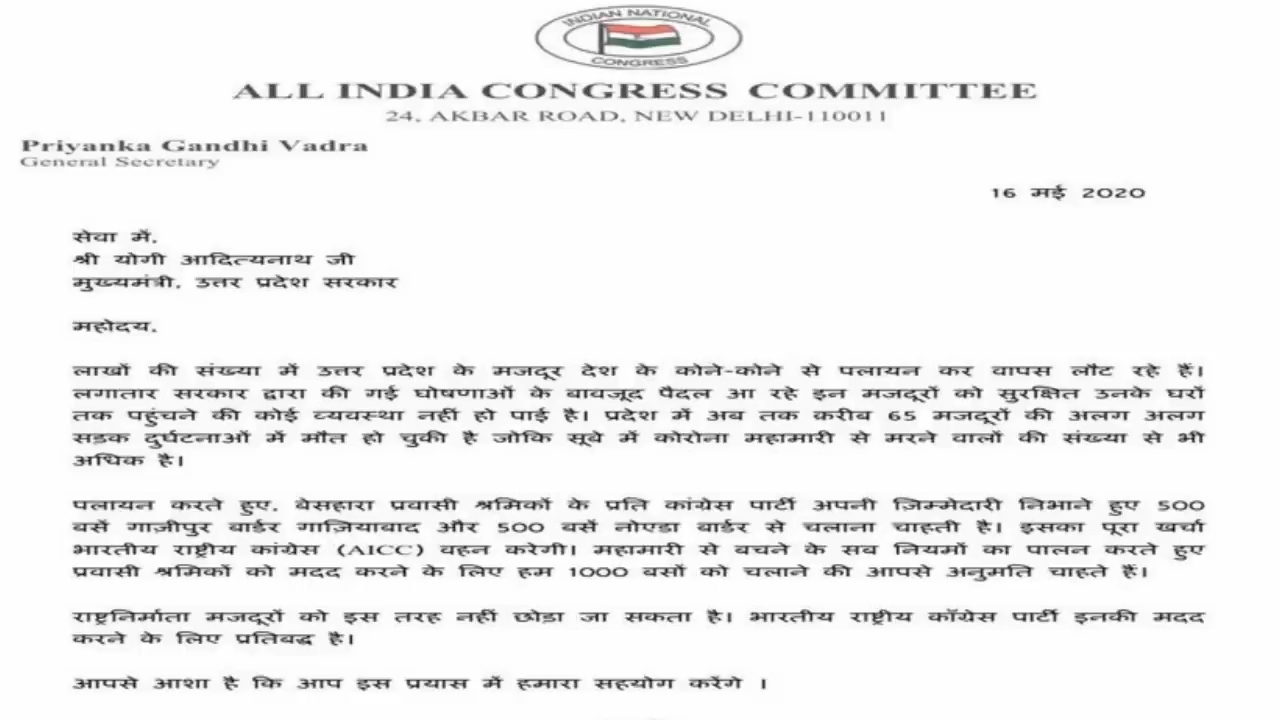 INDIAN NATIONAL
CONGRESS
ALL INDIA CONGRESS COMMITTEE
24, AKBAR ROAD, NEW DELHI-110011
Priyanka Gandhi Vadra
General Secretary
16 मई 2020
सेवा में,
श्री योगी आदित्यनाथ जी
मुख्यमंत्री, उत्तर प्रदेश सरकार
महोदय,
लाखों की संख्या में उत्तर प्रदेश के मजदूर देश के कोने-कोने से पलायन कर वापस लौट रहे हैं।
लगातार सरकार द्वारा की गई घोषणाओं के बावजूद पैदल आ रहे इन मजदूरों को सुरक्षित उनके घरों
तक पहुंचने की कोई व्यवस्था नहीं हो पाई है। प्रदेश में अब तक क़रीब 65 मजदूरों की अलग अलग
सडक दुर्घटनाओं में मौत हो चुकी है जोकि सूबे में कोरोना महामारी से मरने वालों की संख्या से भी
अधिक है।
पलायन करते हुए, बेसहारा प्रवासी श्रमिकों के प्रति कांग्रेस पार्टी अपनी ज़िम्मेदारी निभाने हुए 500
बसें गाज़ीपुर बार्डर गाज़ियाबाद और 500 बसें नोएडा बार्डर से चलाना चाहती है। इसका पूरा खर्चा
भारतीय राष्ट्रीय कांग्रेस (AICC) वहन करेगी। महामारी से बचने के सब नियमों का पालन करते हुए
प्रवासी श्रमिकों को मदद करने के लिए हम 1000 बसों को चलाने की आपसे अनुमति चाहते हैं।
राष्ट्रनिर्माता मजदूरों को इस तरह नहीं छोडा जा सकता है। भारतीय राष्ट्रीय कॉंग्रेस पार्टी इनकी मदद
करने के लिए प्रतिबद्ध है।
आपसे आशा है कि आप इस प्रयास में हमारा सहयोग करेंगे ।